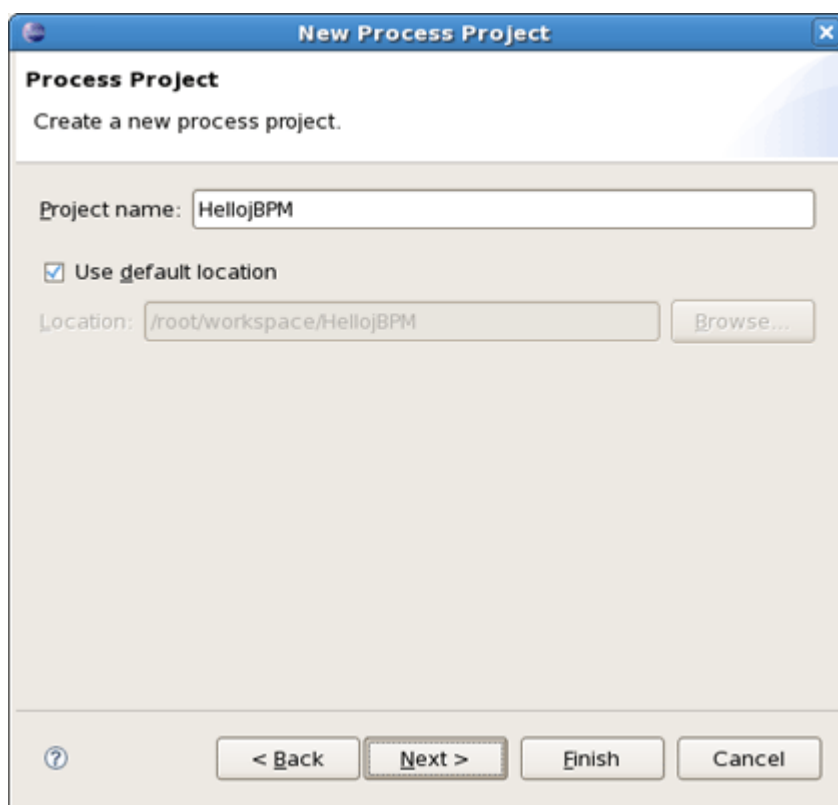 New Process Project
Process Project
Create a new process project.
Project name: HellojBPM
Use default location
Location: /root/workspace/HellojBPM Browse...
? < Back Next > Finish Cancel